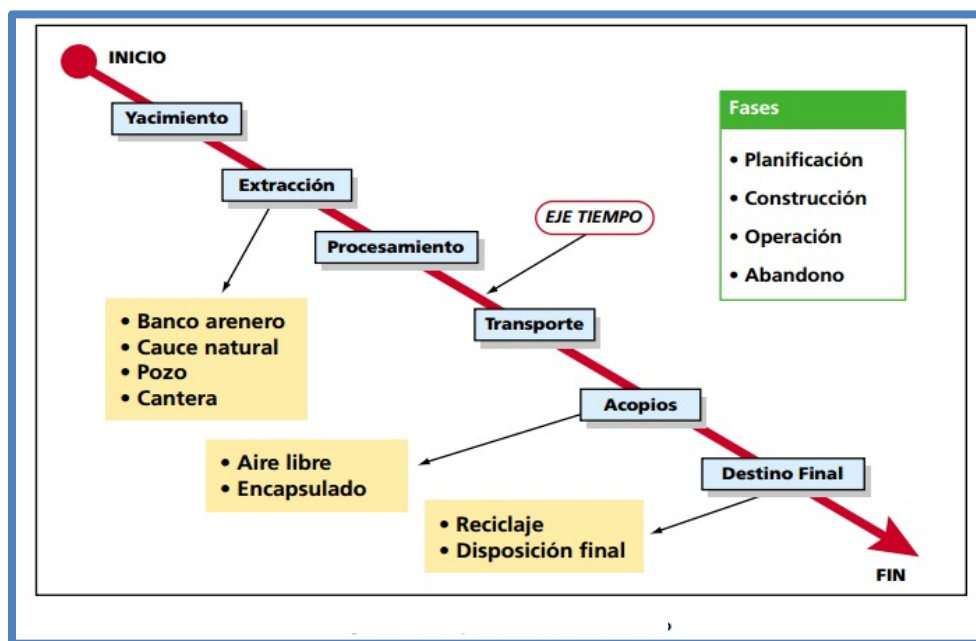 INICIO
Yacimiento
Extracción
Procesamiento
EJE TIEMPO
Transporte
Acopios
Destino Final
FIN
Fases
• Planificación
• Construcción
• Operación
• Abandono
• Banco arenero
• Cauce natural
• Pozo
• Cantera
• Aire libre
• Encapsulado
• Reciclaje
• Disposición final